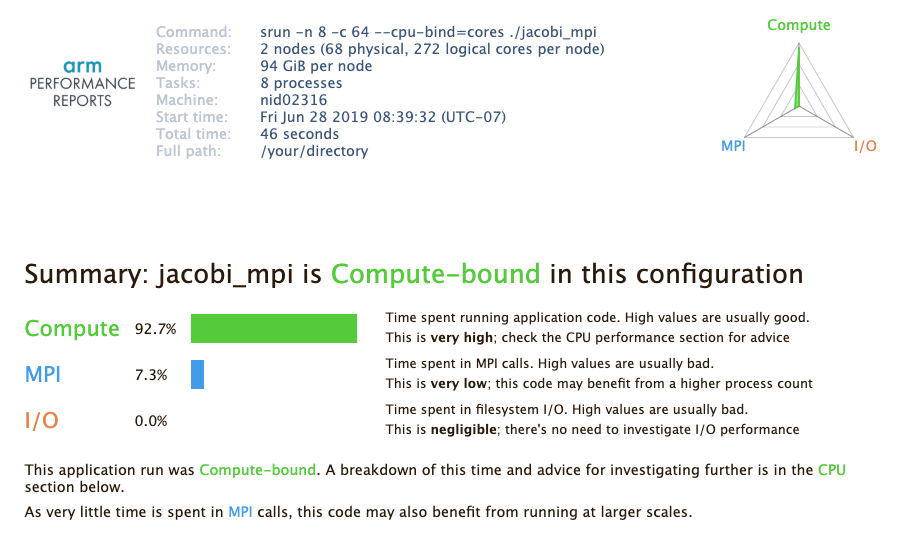 arm
PERFORMANCE
REPORTS
Command: srun -n 8 -c 64 --cpu-bind=cores ./jacobi_mpi
Resources: 2 nodes (68 physical, 272 logical cores per node)
Memory: 94 GiB per node
Tasks: 8 processes
Machine: nid02316
Start time: Fri Jun 28 2019 08:39:32 (UTC-07)
Total time: 46 seconds
Full path: /your/directory
Compute
MPI
I/O
Summary: jacobi_mpi is Compute-bound in this configuration
Compute 92.7%
Time spent running application code. High values are usually good.
This is very high; check the CPU performance section for advice
MPI 7.3%
Time spent in MPI calls. High values are usually bad.
This is very low; this code may benefit from a higher process count
I/O 0.0%
Time spent in filesystem I/O. High values are usually bad.
This is negligible; there's no need to investigate I/O performance
This application run was Compute-bound. A breakdown of this time and advice for investigating further is in the CPU
section below.
As very little time is spent in MPI calls, this code may also benefit from running at larger scales.